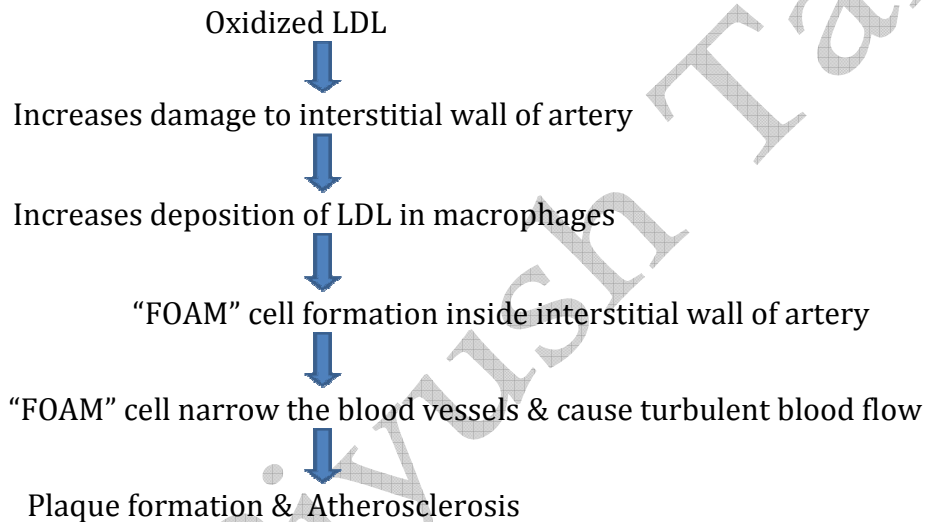 Oxidized LDL
Increases damage to interstitial wall of artery
Increases deposition of LDL in macrophages
“FOAM” cell formation inside interstitial wall of artery
“FOAM” cell narrow the blood vessels & cause turbulent blood flow
Plaque formation & Atherosclerosis